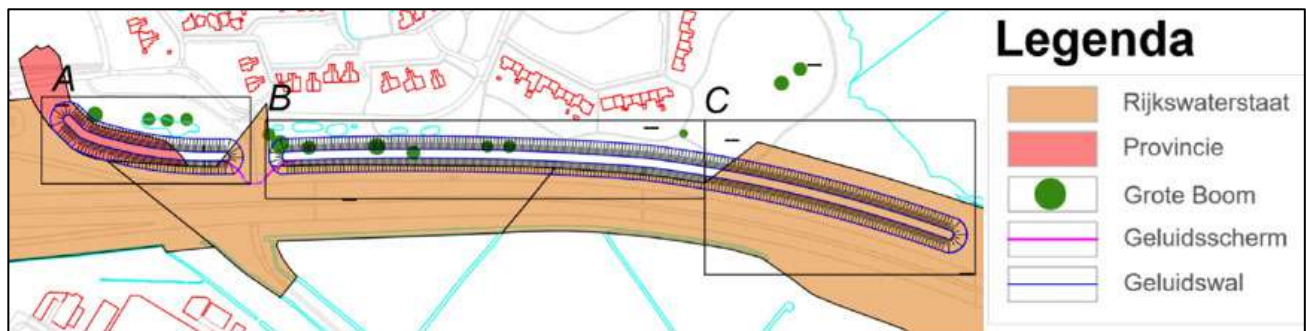 A
B
C
Legenda
Rijkswaterstaat
Provincie
Grote Boom
Geluidsscherm
Geluidswal